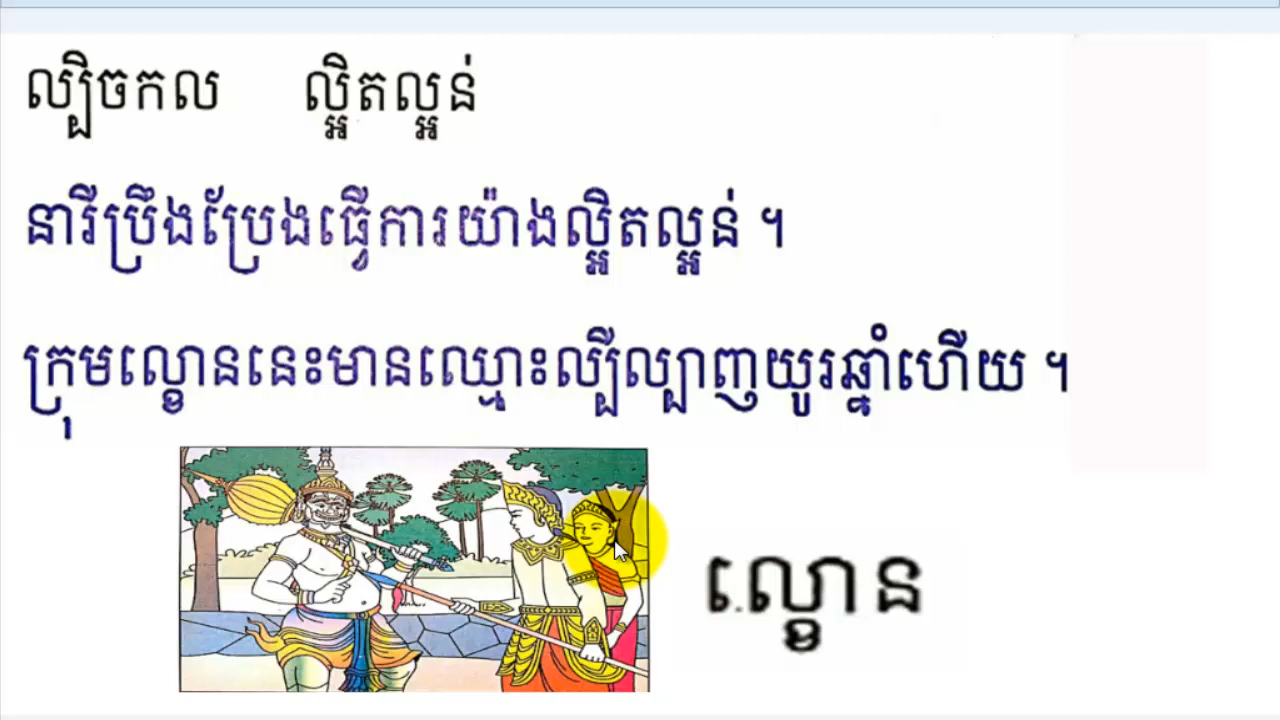 ល្បិចកល ល្អិតល្អន់
នារីប្រឹងប្រែងធ្វើការយ៉ាងល្អិតល្អន់ ។
ក្រុមល្ខោននេះមានឈ្មោះល្បីល្បាញយូរឆ្នាំហើយ ។
ល្ខោន